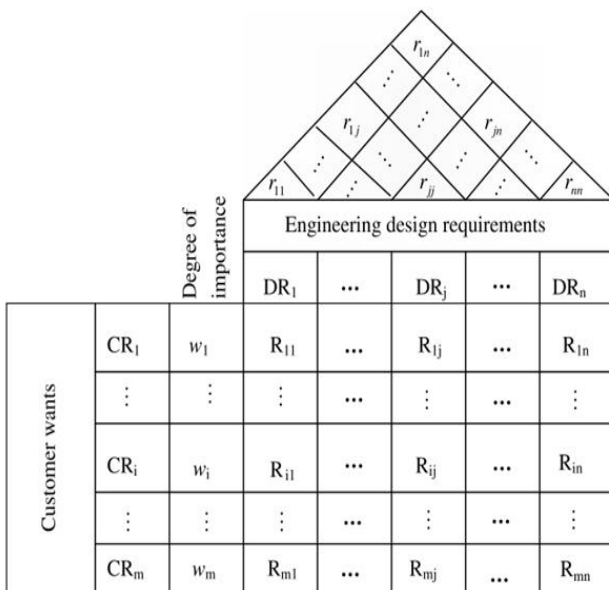 r1n
⋮ ⋮
r1j ⋮ rjn
⋮ ⋮ ⋮ ⋮
r11 ⋮ rjj ⋮ rnn
Engineering design requirements
Degree of
importance
DR1 ... DRj ... DRn
Customer wants
CR1 w1 R11 ... R1j ... R1n
⋮ ⋮ ⋮ ... ⋮ ... ⋮
CRi wi Ri1 ... Rij ... Rin
⋮ ⋮ ⋮ ... ⋮ ... ⋮
CRm wm Rm1 ... Rmj ... Rmn